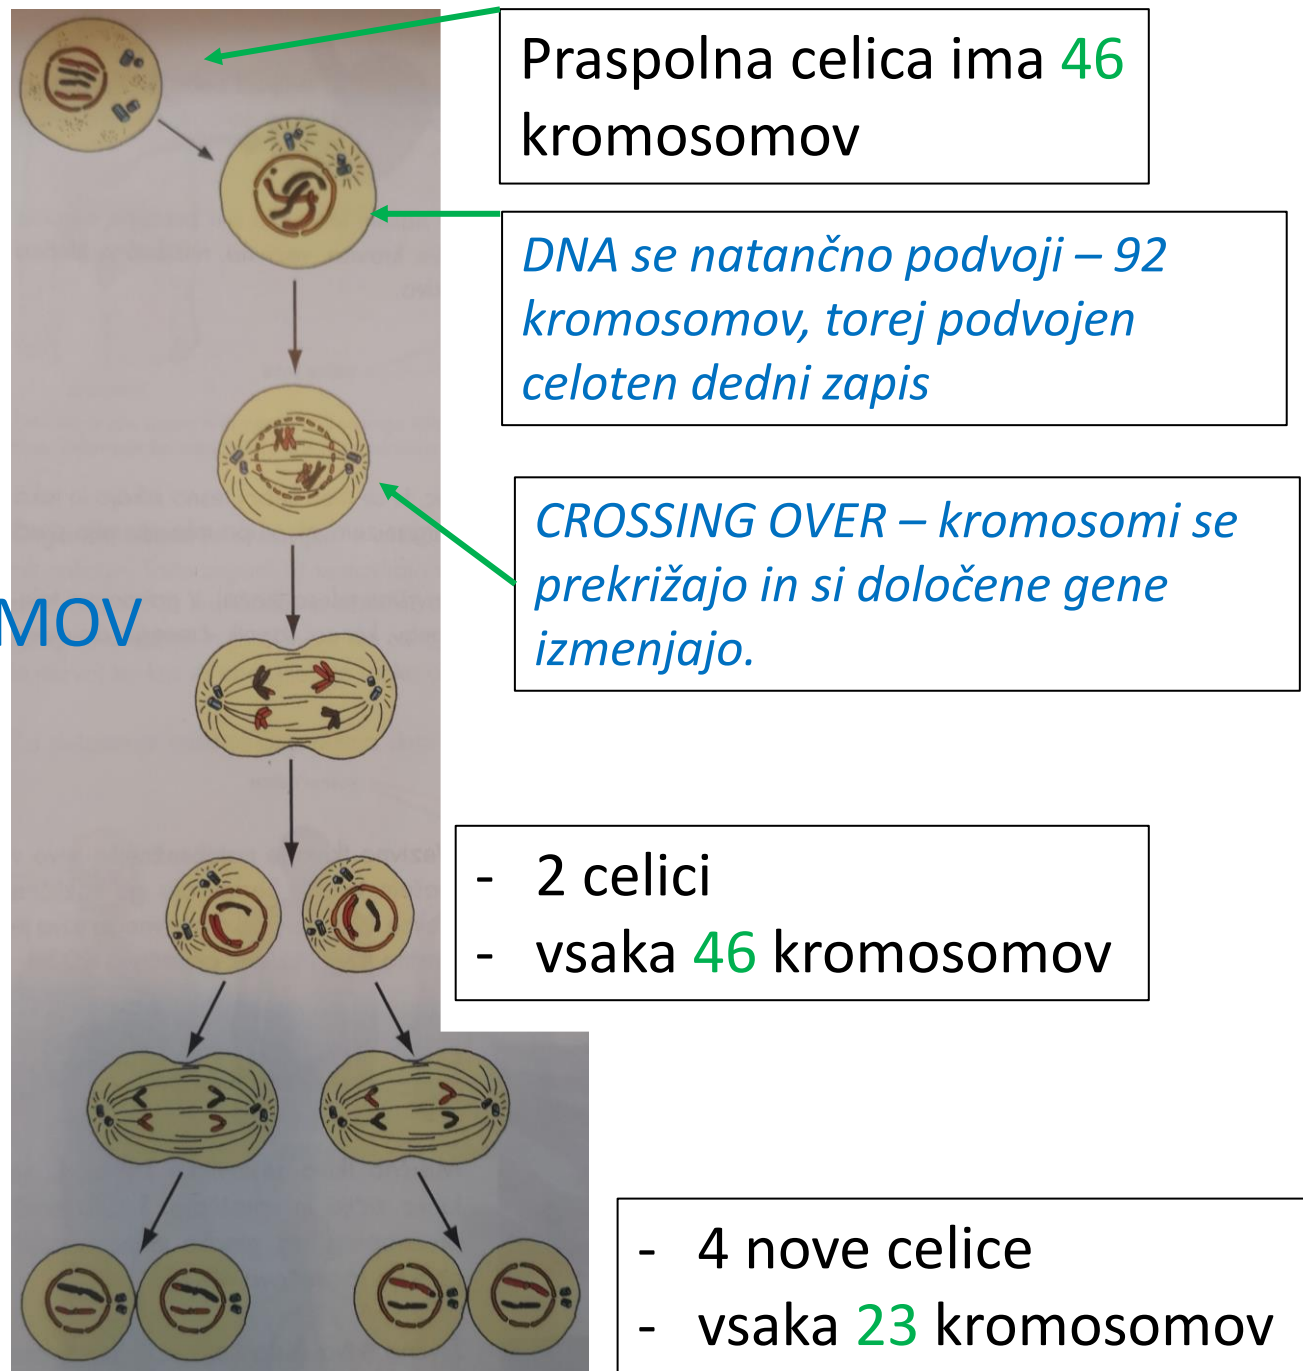 Praspolna celica ima 46
kromosomov
DNA se natančno podvoji – 92
kromosomov, torej podvojen
celoten dedni zapis
CROSSING OVER – kromosomi se
prekrižajo in si določene gene
izmenjajo.
MOV
- 2 celici
- vsaka 46 kromosomov
- 4 nove celice
- vsaka 23 kromosomov